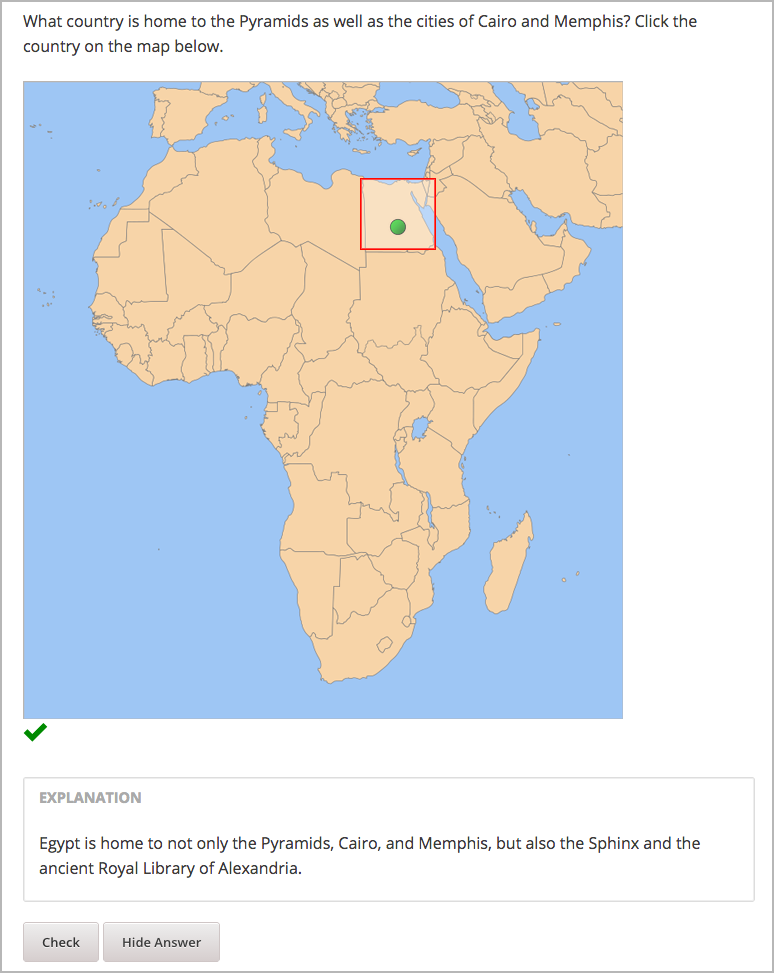 What country is home to the Pyramids as well as the cities of Cairo and Memphis? Click the
country on the map below.
EXPLANATION
Egypt is home to not only the Pyramids, Cairo, and Memphis, but also the Sphinx and the
ancient Royal Library of Alexandria.
Check
Hide Answer